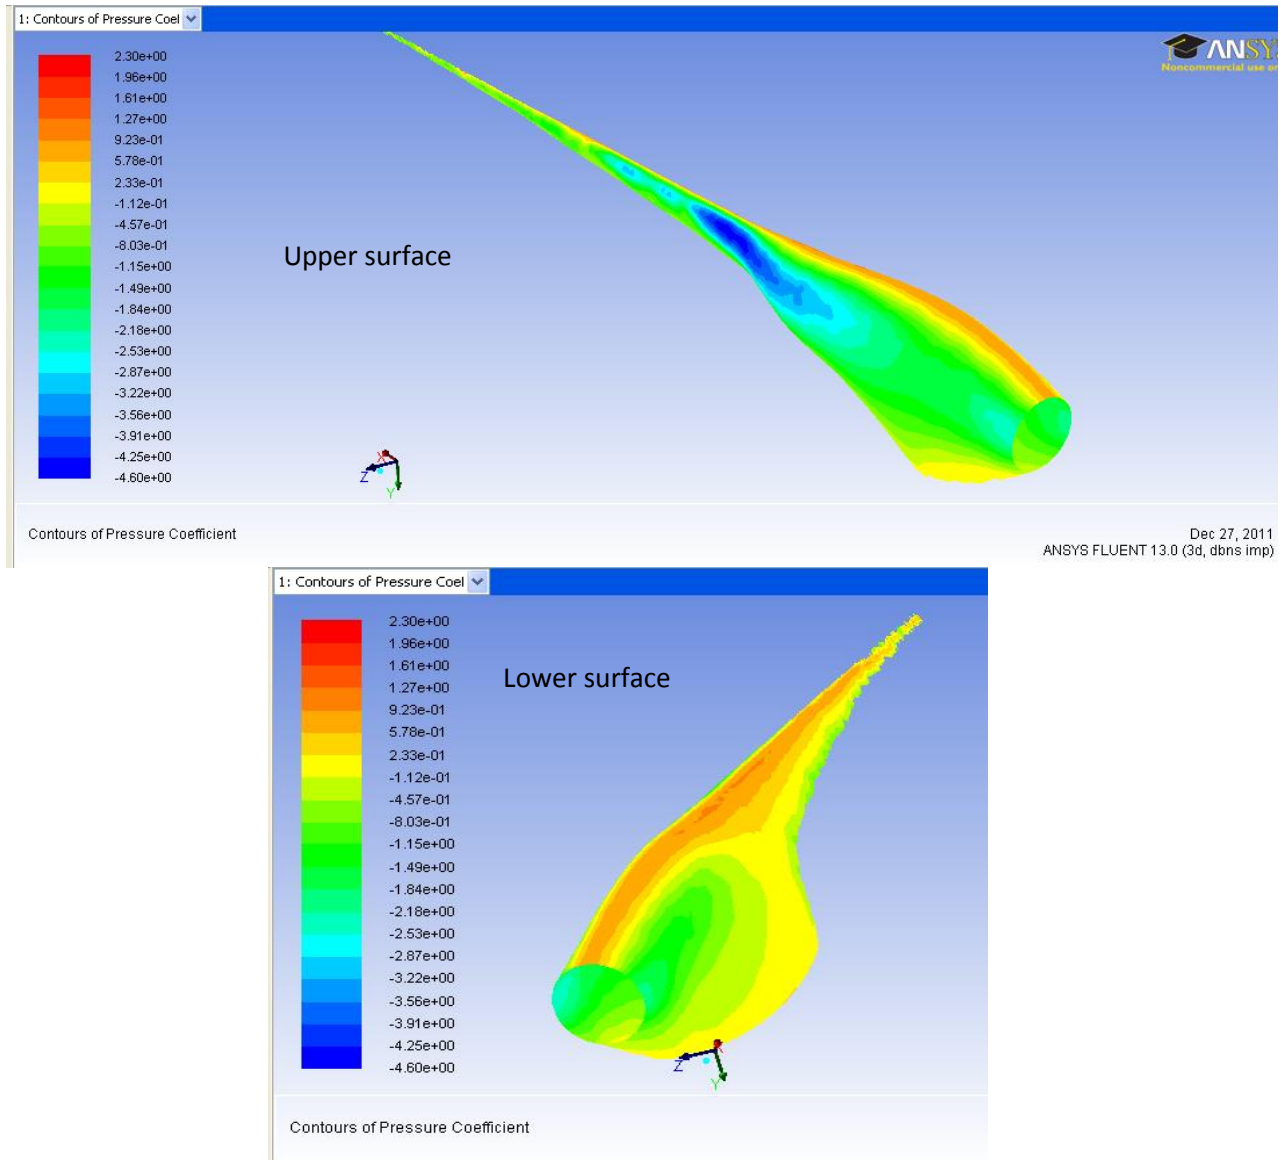 1: Contours of Pressure Coel
ANSYS
Noncommercial use on
2.30e+00
1.96e+00
1.61e+00
1.27e+00
9.23e-01
5.78e-01
2.33e-01
-1.12e-01
-4.57e-01
-8.03e-01
-1.15e+00
-1.49e+00
-1.84e+00
-2.18e+00
-2.53e+00
-2.87e+00
-3.22e+00
-3.56e+00
-3.91e+00
-4.25e+00
-4.60e+00
Upper surface
X
Z
Y
Contours of Pressure Coefficient
Dec 27, 2011
ANSYS FLUENT 13.0 (3d, dbns imp)
1: Contours of Pressure Coel
2.30e+00
1.96e+00
1.61e+00
1.27e+00
9.23e-01
5.78e-01
2.33e-01
-1.12e-01
-4.57e-01
-8.03e-01
-1.15e+00
-1.49e+00
-1.84e+00
-2.18e+00
-2.53e+00
-2.87e+00
-3.22e+00
-3.56e+00
-3.91e+00
-4.25e+00
-4.60e+00
Lower surface
X
Z
Y
Contours of Pressure Coefficient